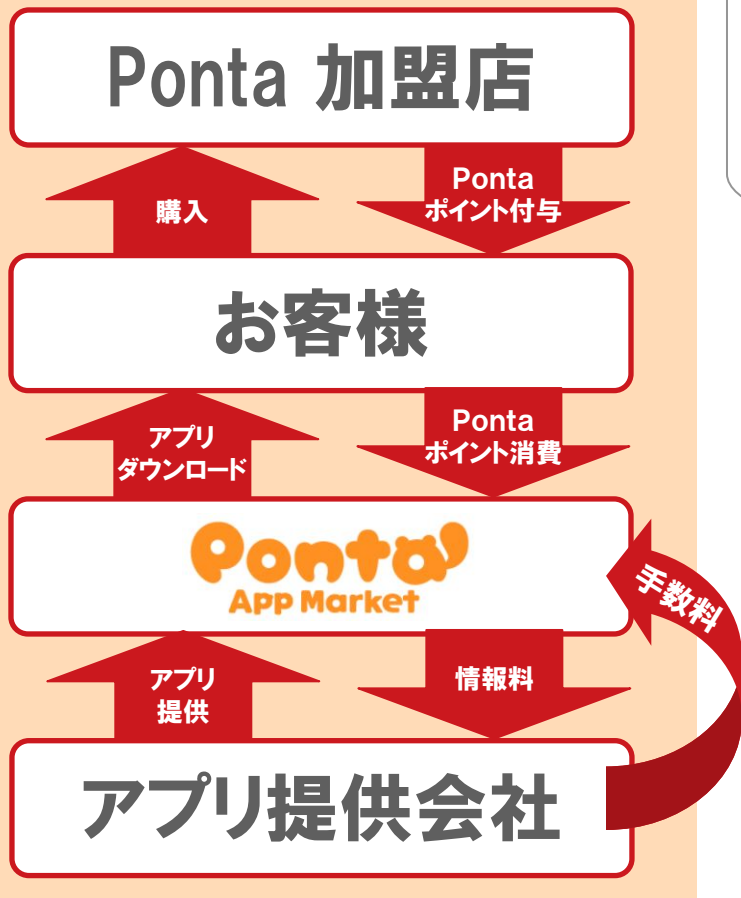 Ponta 加盟店
購入
Ponta
ポイント付与
お客様
アプリ
ダウンロード
Ponta
ポイント消費
Ponta
App Market
手数料
アプリ
提供
情報料
アプリ提供会社